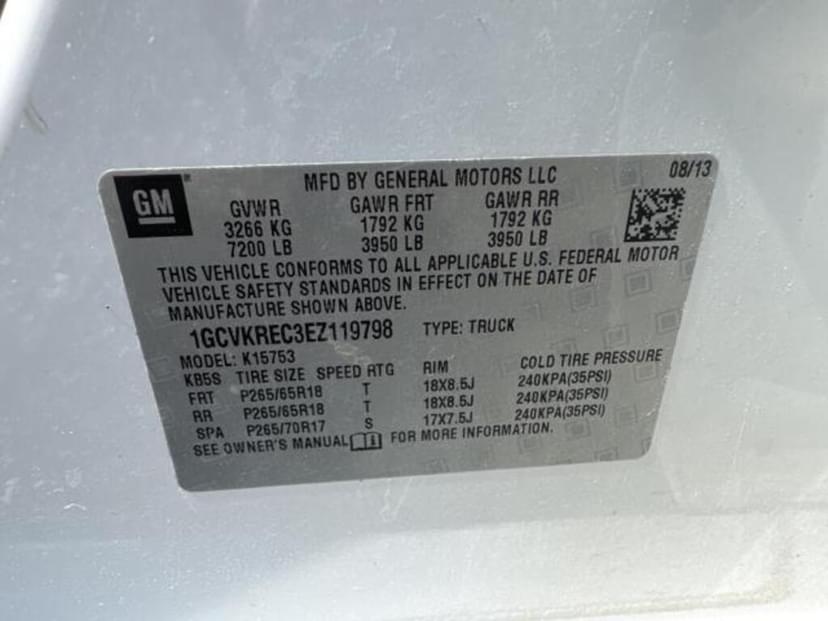 GM
MFD BY GENERAL MOTORS LLC 08/13
GVWR GAWR FRT GAWR RR
3266 KG 1792 KG 1792 KG
7200 LB 3950 LB 3950 LB
THIS VEHICLE CONFORMS TO ALL APPLICABLE U.S. FEDERAL MOTOR
VEHICLE SAFETY STANDARDS IN EFFECT ON THE DATE OF
MANUFACTURE SHOWN ABOVE.
1GCVKREC3EZ119798 TYPE: TRUCK
MODEL: K15753
KB5S TIRE SIZE SPEED RTG RIM COLD TIRE PRESSURE
FRT P265/65R18 T 18X8.5J 240KPA(35PSI)
RR P265/65R18 T 18X8.5J 240KPA(35PSI)
SPA P265/70R17 S 17X7.5J 240KPA(35PSI)
SEE OWNER'S MANUAL FOR MORE INFORMATION.